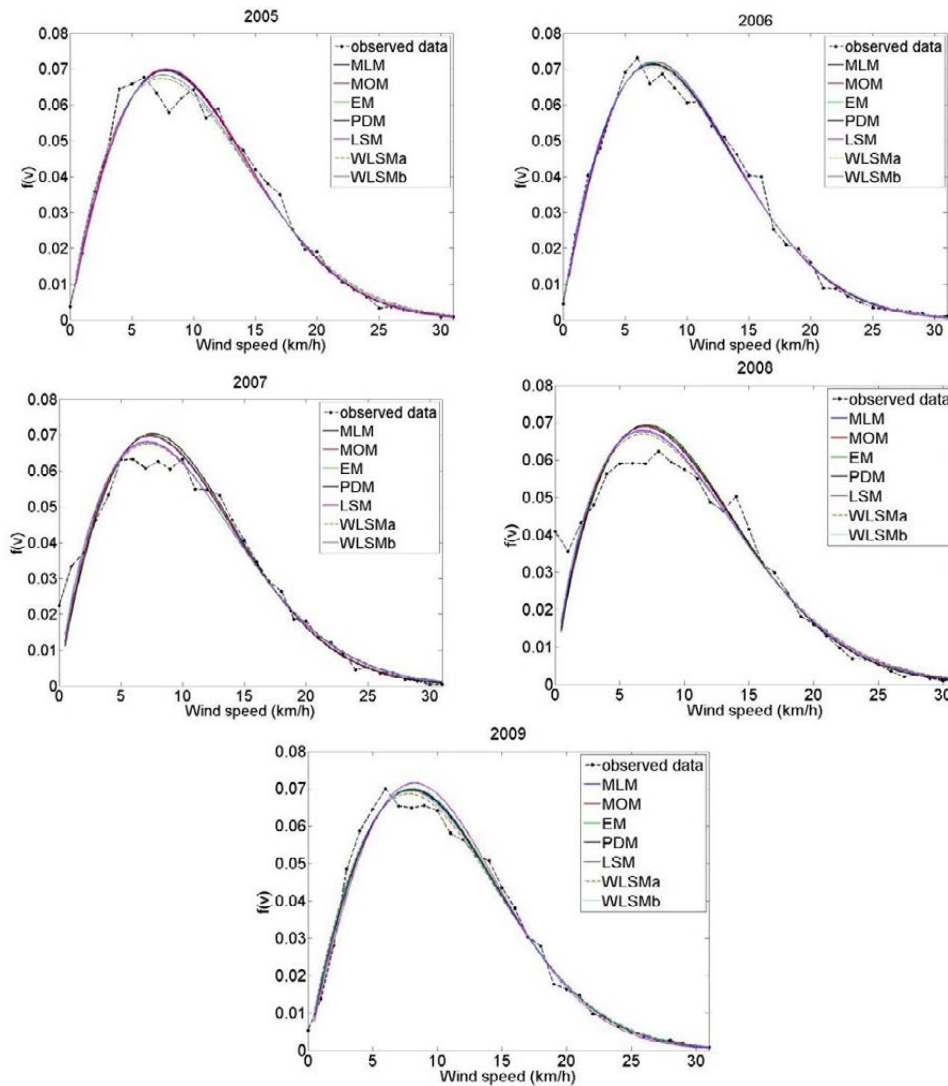 2005
0.08
0.07
0.06
0.05
0.04
0.03
0.02
0.01
0
f(v)
0 5 10 15 20 25 30
Wind speed (km/h)
observed data
MLM
MOM
EM
PDM
LSM
WLSMa
WLSMb
2006
0.08
0.07
0.06
0.05
0.04
0.03
0.02
0.01
0
f(v)
0 5 10 15 20 25 30
Wind speed (km/h)
observed data
MLM
MOM
EM
PDM
LSM
WLSMa
WLSMb
2007
0.08
0.07
0.06
0.05
0.04
0.03
0.02
0.01
0
f(v)
0 5 10 15 20 25 30
Wind speed (km/h)
observed data
MLM
MOM
EM
PDM
LSM
WLSMa
WLSMb
2008
0.08
0.07
0.06
0.05
0.04
0.03
0.02
0.01
0
f(v)
0 5 10 15 20 25 30
Wind speed (km/h)
observed data
MLM
MOM
EM
PDM
LSM
WLSMa
WLSMb
2009
0.08
0.07
0.06
0.05
0.04
0.03
0.02
0.01
0
f(v)
0 5 10 15 20 25 30
Wind speed (km/h)
observed data
MLM
MOM
EM
PDM
LSM
WLSMa
WLSMb